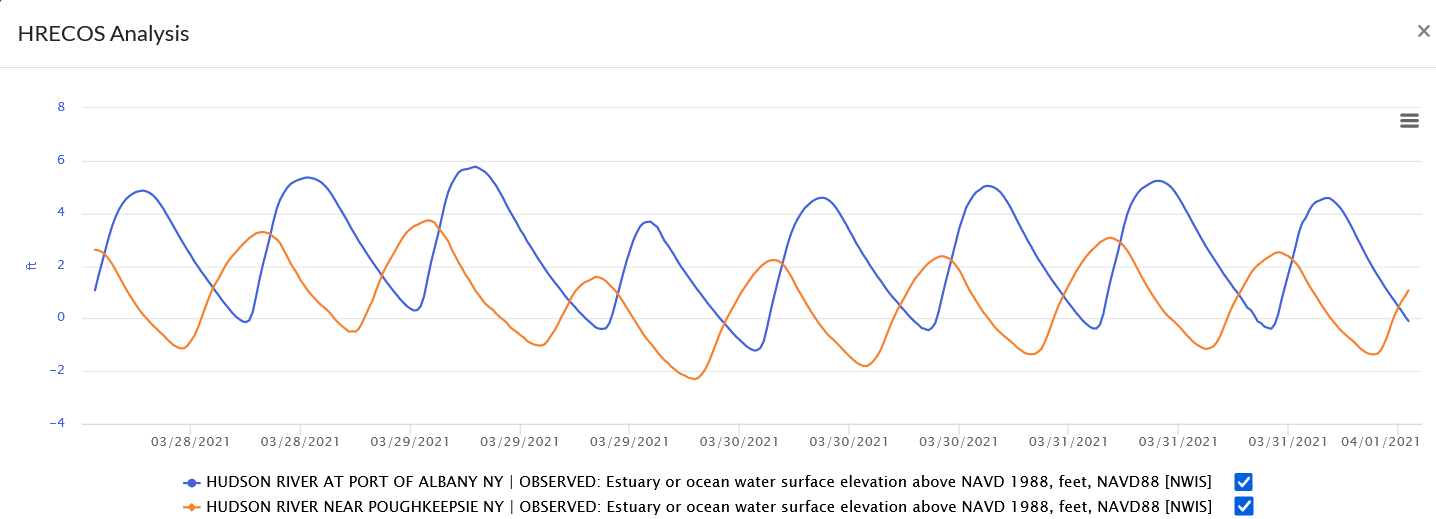 HRECOS Analysis ×
8
6
4
ft
2
0
−2
−4
03/28/2021 03/28/2021 03/29/2021 03/29/2021 03/29/2021 03/30/2021 03/30/2021 03/30/2021 03/31/2021 03/31/2021 03/31/2021 04/01/2021
HUDSON RIVER AT PORT OF ALBANY NY | OBSERVED: Estuary or ocean water surface elevation above NAVD 1988, feet, NAVD88 [NWIS]
HUDSON RIVER NEAR POUGHKEEPSIE NY | OBSERVED: Estuary or ocean water surface elevation above NAVD 1988, feet, NAVD88 [NWIS]